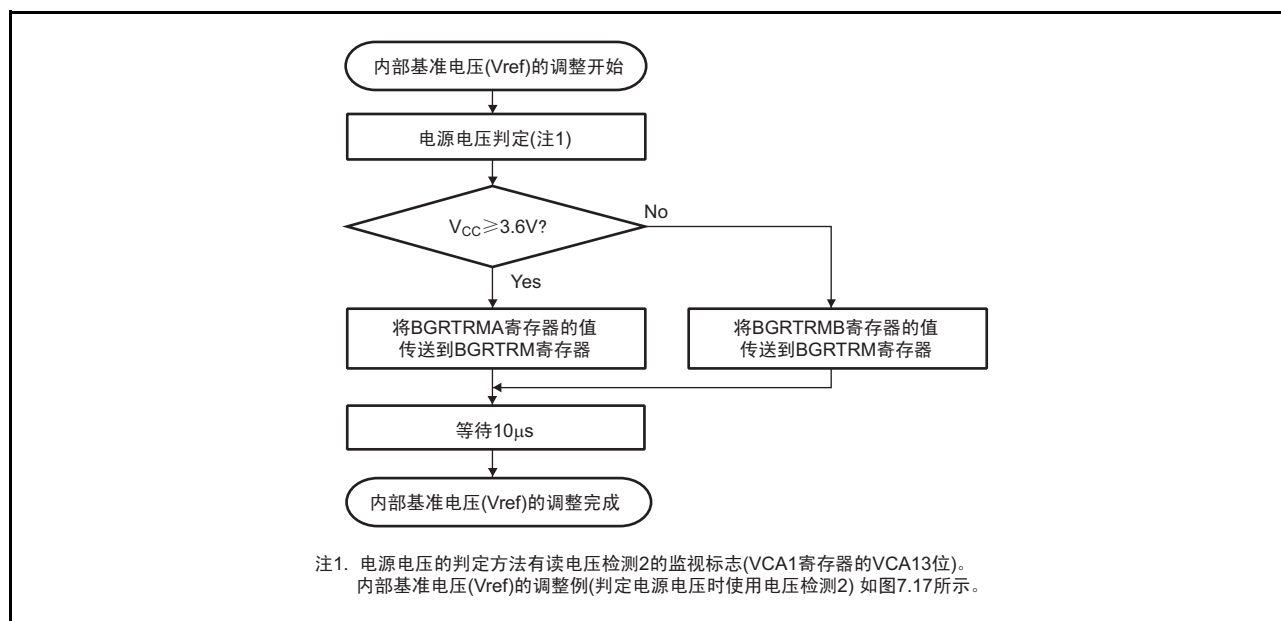 内部基准电压(Vref)的调整开始
电源电压判定(注1)
VCC≥3.6V?
No
Yes
将BGRTRMA寄存器的值
传送到BGRTRM寄存器
将BGRTRMB寄存器的值
传送到BGRTRM寄存器
等待10μs
内部基准电压(Vref)的调整完成
注1. 电源电压的判定方法有读电压检测2的监视标志(VCA1寄存器的VCA13位)。
内部基准电压(Vref)的调整例(判定电源电压时使用电压检测2) 如图7.17所示。